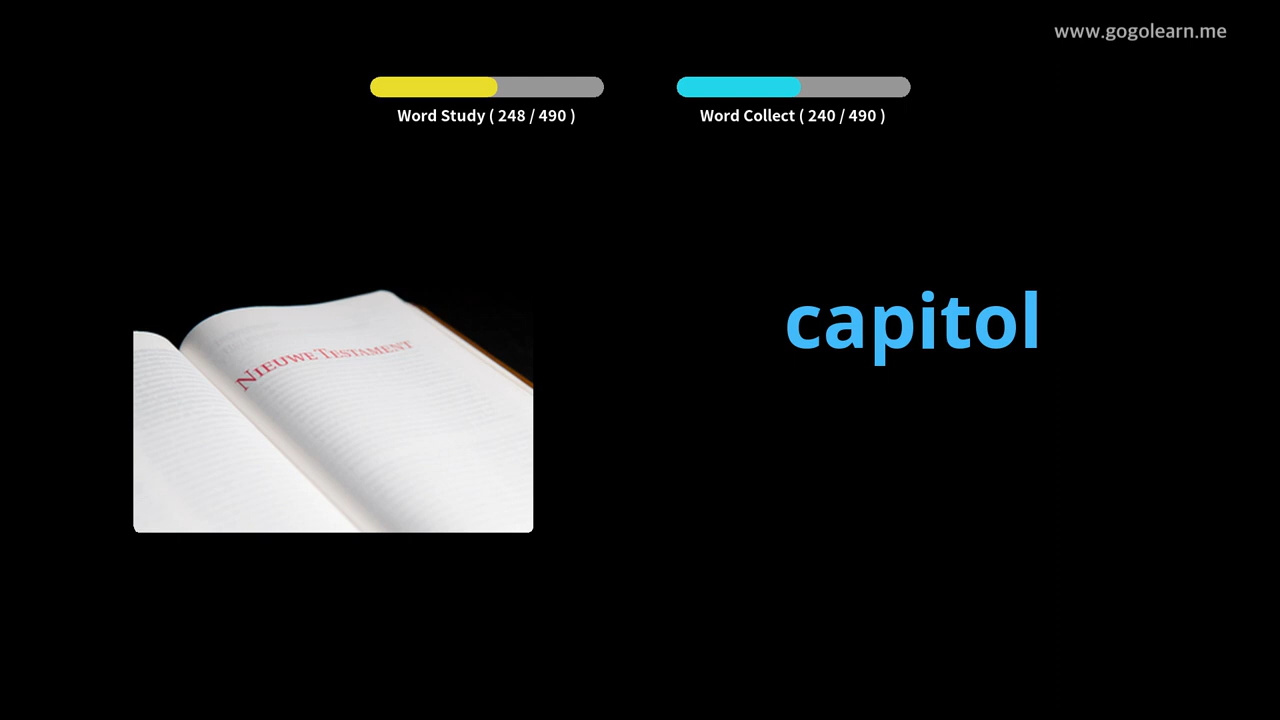 www.gogolearn.me
Word Study ( 248 / 490 )
Word Collect ( 240 / 490 )
NIEUWE TESTAMENT
capitol